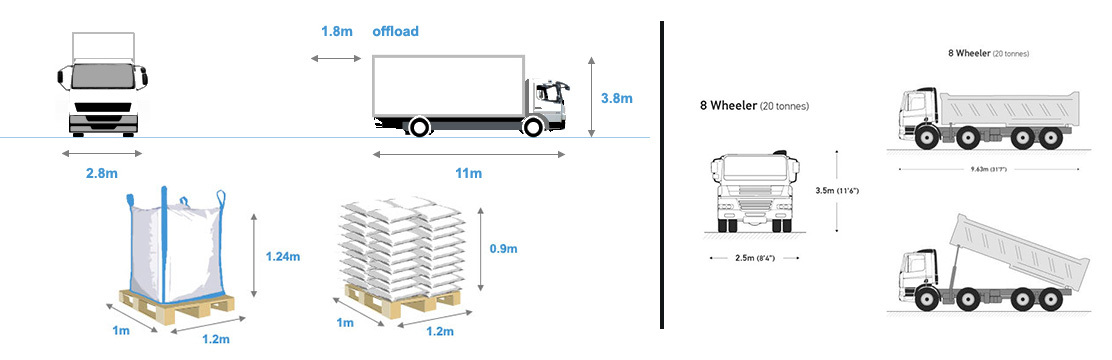 1.8m offload
3.8m
2.8m
11m
1.24m
1m
1.2m
0.9m
1m
1.2m
8 Wheeler (20 tonnes)
3.5m (11'6")
2.5m (8'4")
8 Wheeler (20 tonnes)
9.63m (31'7")